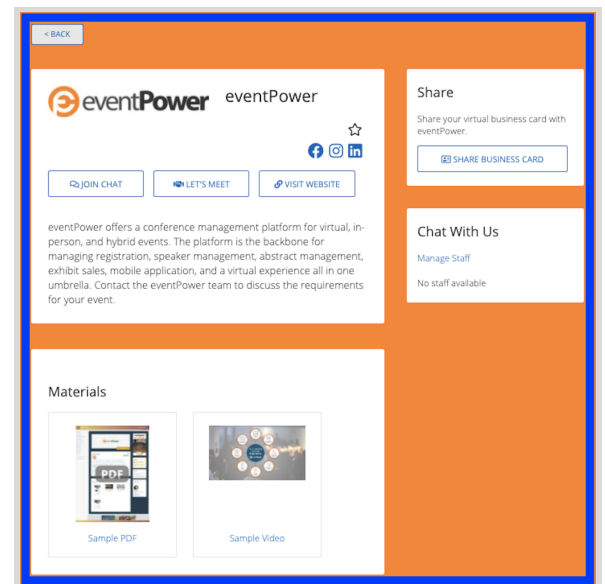 < BACK
eventPower eventPower
JOIN CHAT
LET'S MEET
VISIT WEBSITE
eventPower offers a conference management platform for virtual, in-
person, and hybrid events. The platform is the backbone for
managing registration, speaker management, abstract management,
exhibit sales, mobile application, and a virtual experience all in one
umbrella. Contact the eventPower team to discuss the requirements
for your event.
Share
Share your virtual business card with
eventPower.
SHARE BUSINESS CARD
Chat With Us
Manage Staff
No staff available
Materials
PDF
Sample PDF
Sample Video